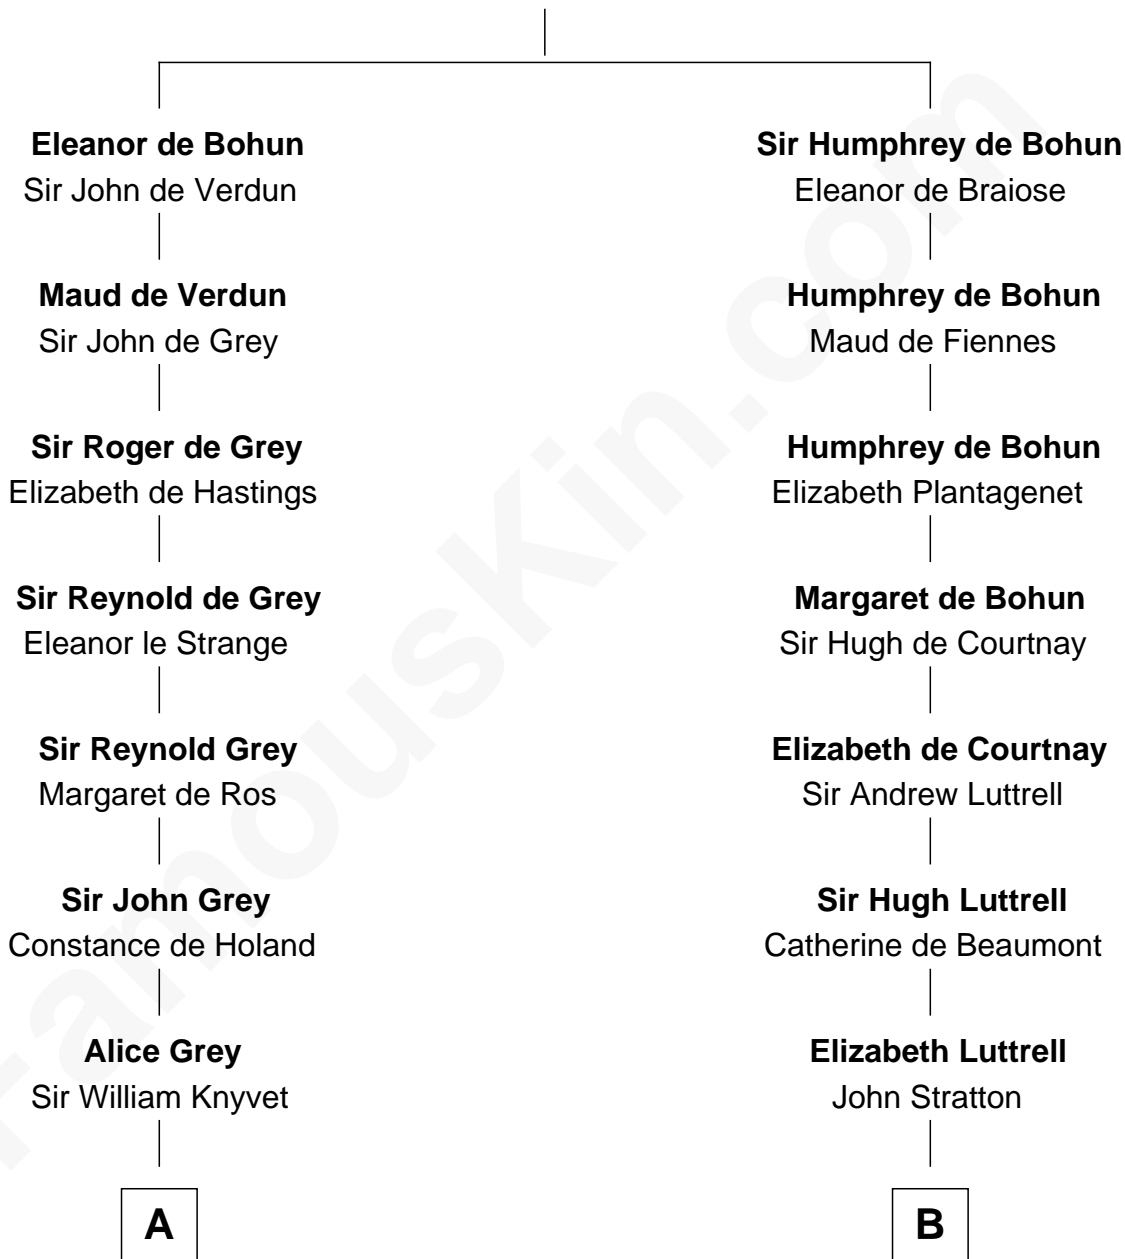 Eleanor de Bohun
Sir John de Verdun
Maud de Verdun
Sir John de Grey
Sir Roger de Grey
Elizabeth de Hastings
Sir Reynold de Grey
Eleanor le Strange
Sir Reynold Grey
Margaret de Ros
Sir John Grey
Constance de Holand
Alice Grey
Sir William Knyvet
A
Sir Humphrey de Bohun
Eleanor de Braiose
Humphrey de Bohun
Maud de Fiennes
Humphrey de Bohun
Elizabeth Plantagenet
Margaret de Bohun
Sir Hugh de Courtnay
Elizabeth de Courtnay
Sir Andrew Luttrell
Sir Hugh Luttrell
Catherine de Beaumont
Elizabeth Luttrell
John Stratton
B
FamousKin.com